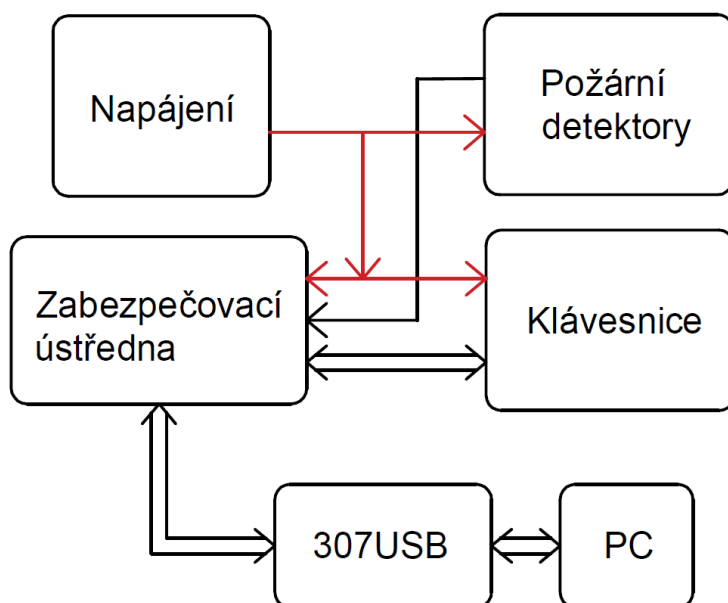 Napájení
Požární
detektory
Zabezpečovací
ústředna
Klávesnice
307USB
PC